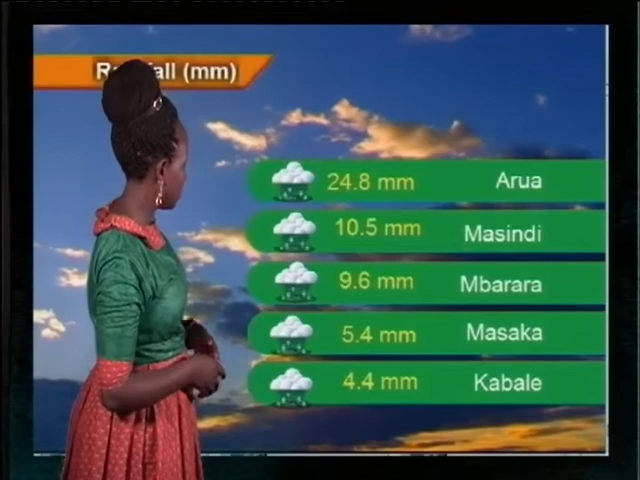 Rainfall (mm)
24.8 mm Arua
10.5 mm Masindi
9.6 mm Mbarara
5.4 mm Masaka
4.4 mm Kabale